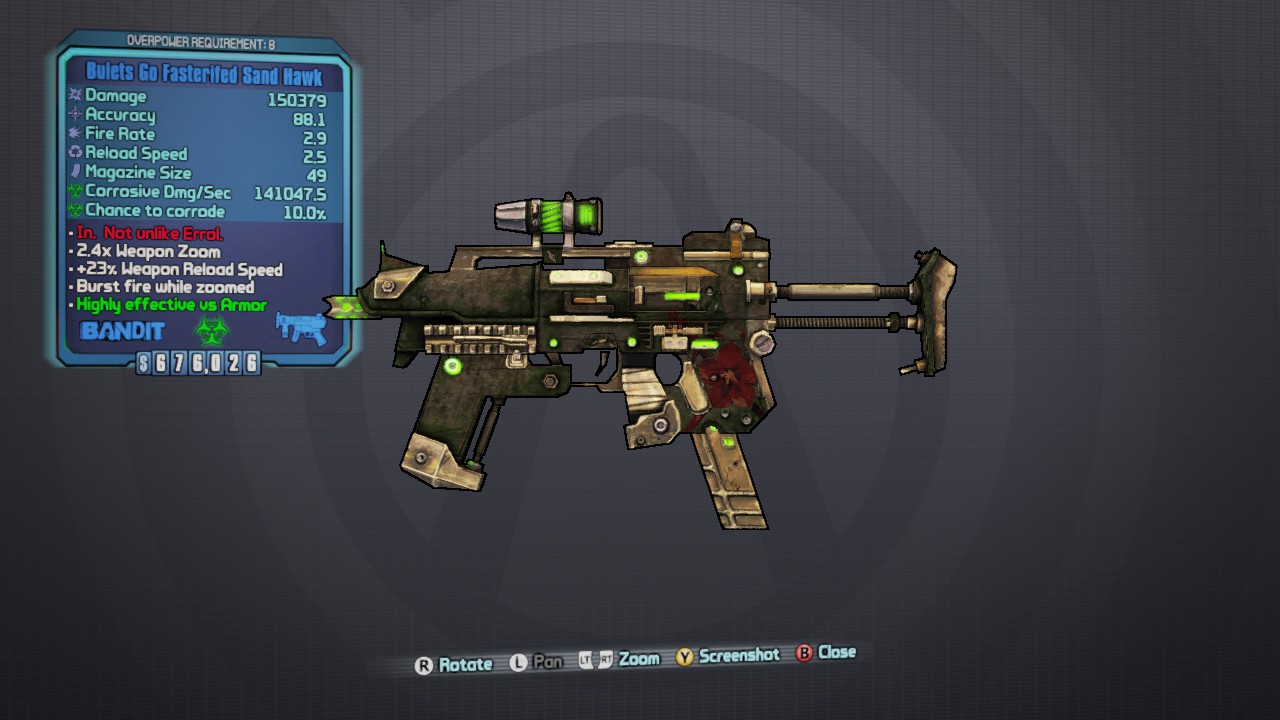 OVERPOWER REQUIREMENT: 8
Bulets Go Fasterifed Sand Hawk
Damage 150379
Accuracy 88.1
Fire Rate 2.9
Reload Speed 2.5
Magazine Size 49
Corrosive Dmg/Sec 141047.5
Chance to corrode 10.0%
• In. Not unlike Errol.
• 2.4x Weapon Zoom
• +23% Weapon Reload Speed
• Burst fire while zoomed
• Highly effective vs Armor
BANDIT
$676,026
R Rotate L Pan LT RT Zoom Y Screenshot B Close